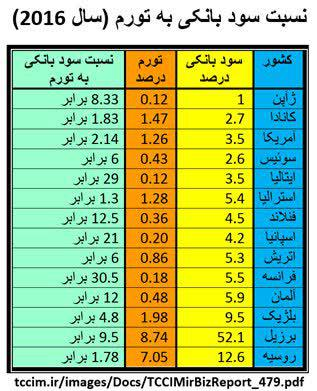 نسبت سود بانکی به تورم (سال 2016)
کشور سود بانکی درصد تورم درصد نسبت سود بانکی به تورم
ژاپن 1 0.12 8.33 برابر
کانادا 2.7 1.47 1.83 برابر
آمریکا 3.5 1.26 2.14 برابر
سوئیس 2.6 0.43 6 برابر
ایتالیا 3.5 0.12 29 برابر
استرالیا 5.4 1.28 1.3 برابر
فنلاند 4.5 0.36 12.5 برابر
اسپانیا 4.2 0.20 21 برابر
اتریش 5.3 0.86 6 برابر
فرانسه 5.5 0.18 30.5 برابر
آلمان 5.9 0.48 12 برابر
بلژیک 9.5 1.98 4.8 برابر
برزیل 52.1 8.74 9.5 برابر
روسیه 12.6 7.05 1.78 برابر
tccim.ir/images/Docs/TCCIMirBizReport_479.pdf